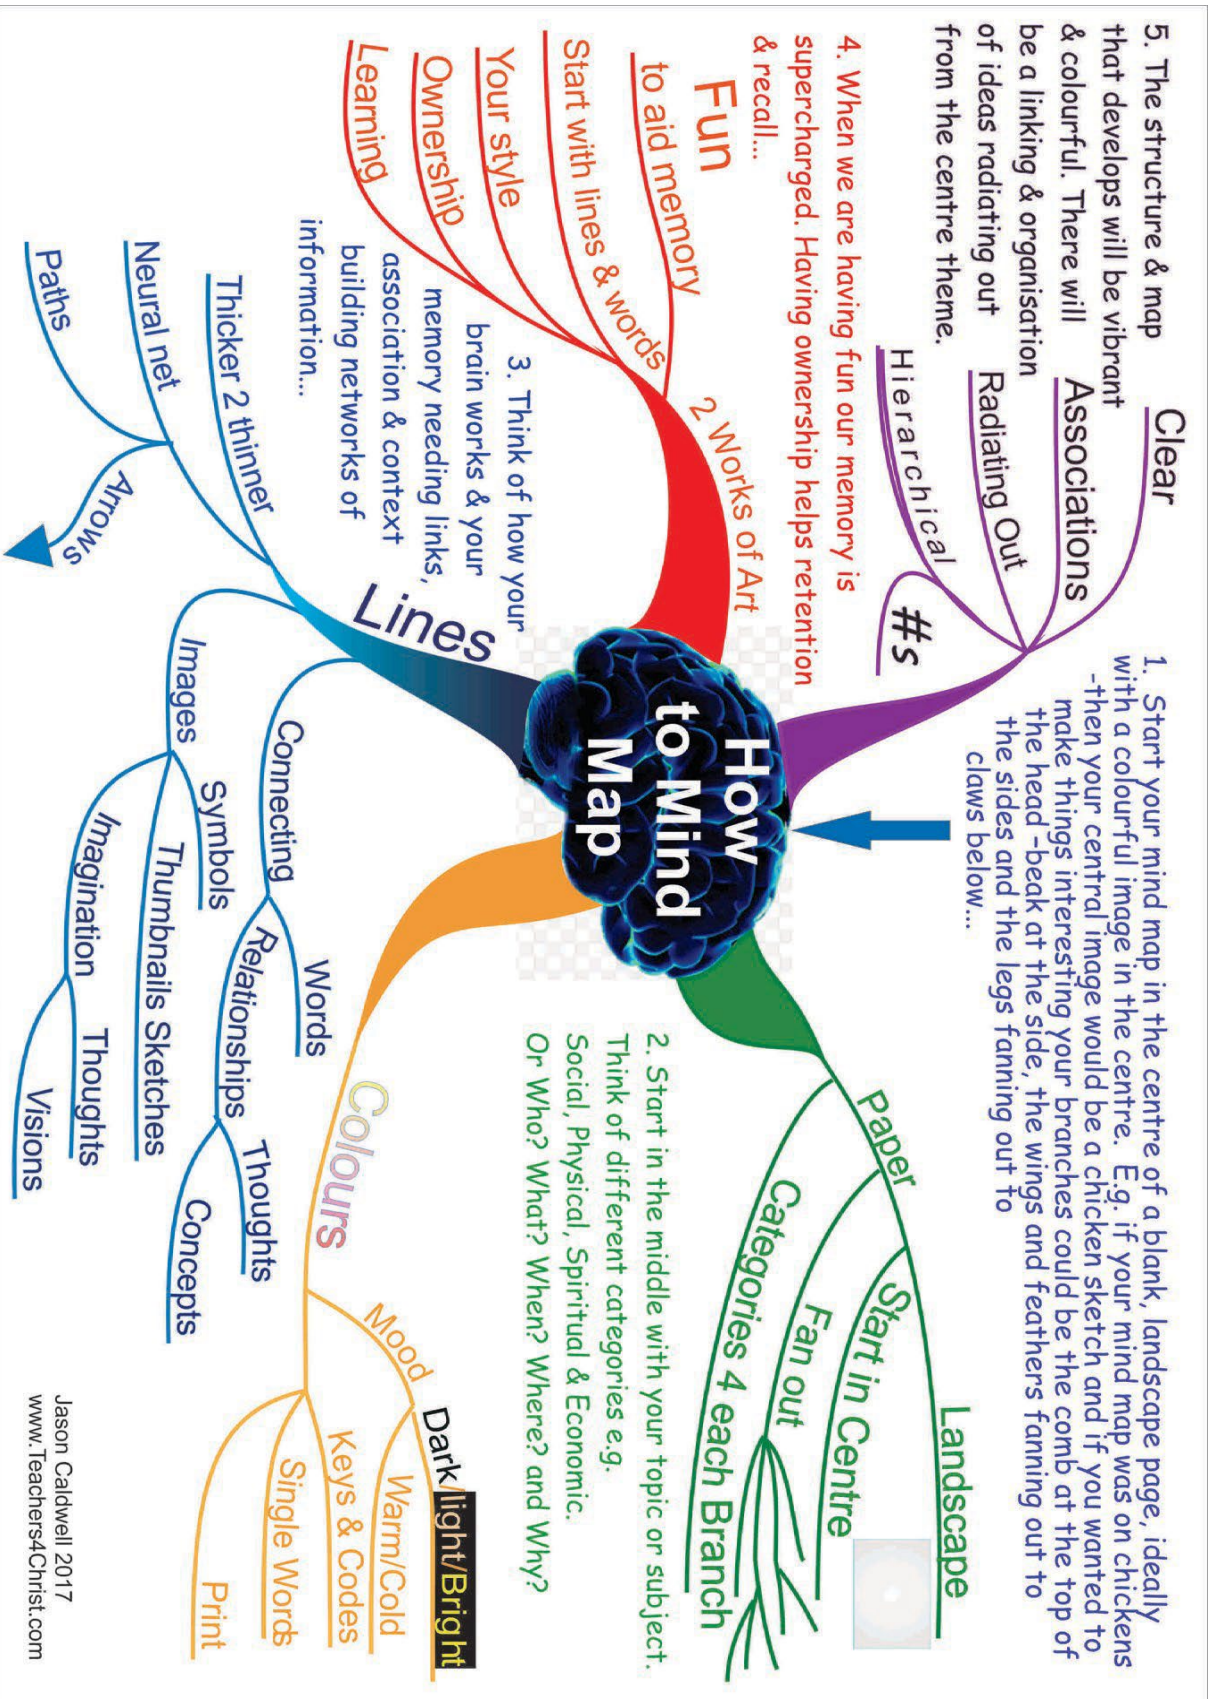 How
to Mind
Map
1. Start your mind map in the centre of a blank, landscape page, ideally
with a colourful image in the centre. E.g. if your mind map was on chickens
-then your central image would be a chicken sketch and if you wanted to
make things interesting your branches could be the comb at the top of
the head -beak at the side, the wings and feathers fanning out to
the sides and the legs fanning out to
claws below...
Paper
Landscape
Start in Centre
Fan out
Categories 4 each Branch
2. Start in the middle with your topic or subject.
Think of different categories e.g.
Social, Physical, Spiritual & Economic.
Or Who? What? When? Where? and Why?
Colours
Mood
Dark/light/Bright
Warm/Cold
Keys & Codes
Single Words
Print
Lines
3. Think of how your
brain works & your
memory needing links,
association & context
building networks of
information...
Connecting
Words
Relationships
Thoughts
Concepts
Images
Symbols
Thumbnails Sketches
Imagination
Thoughts
Visions
Thicker 2 thinner
Neural net
Arrows
Paths
4. When we are having fun our memory is
supercharged. Having ownership helps retention
& recall...
2 Works of Art
Fun
to aid memory
Start with lines & words
Your style
Ownership
Learning
5. The structure & map
that develops will be vibrant
& colourful. There will
be a linking & organisation
of ideas radiating out
from the centre theme.
Clear
Associations
Radiating Out
Hierarchical
#s
Jason Caldwell 2017
www.Teachers4Christ.com